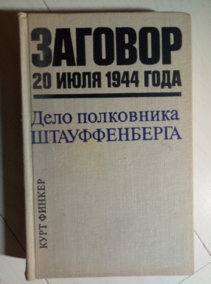 ЗАГОВОР
20 ИЮЛЯ 1944 ГОДА
Дело полковника
ШТАУФФЕНБЕРГА
КУРТ ФИНКЕР